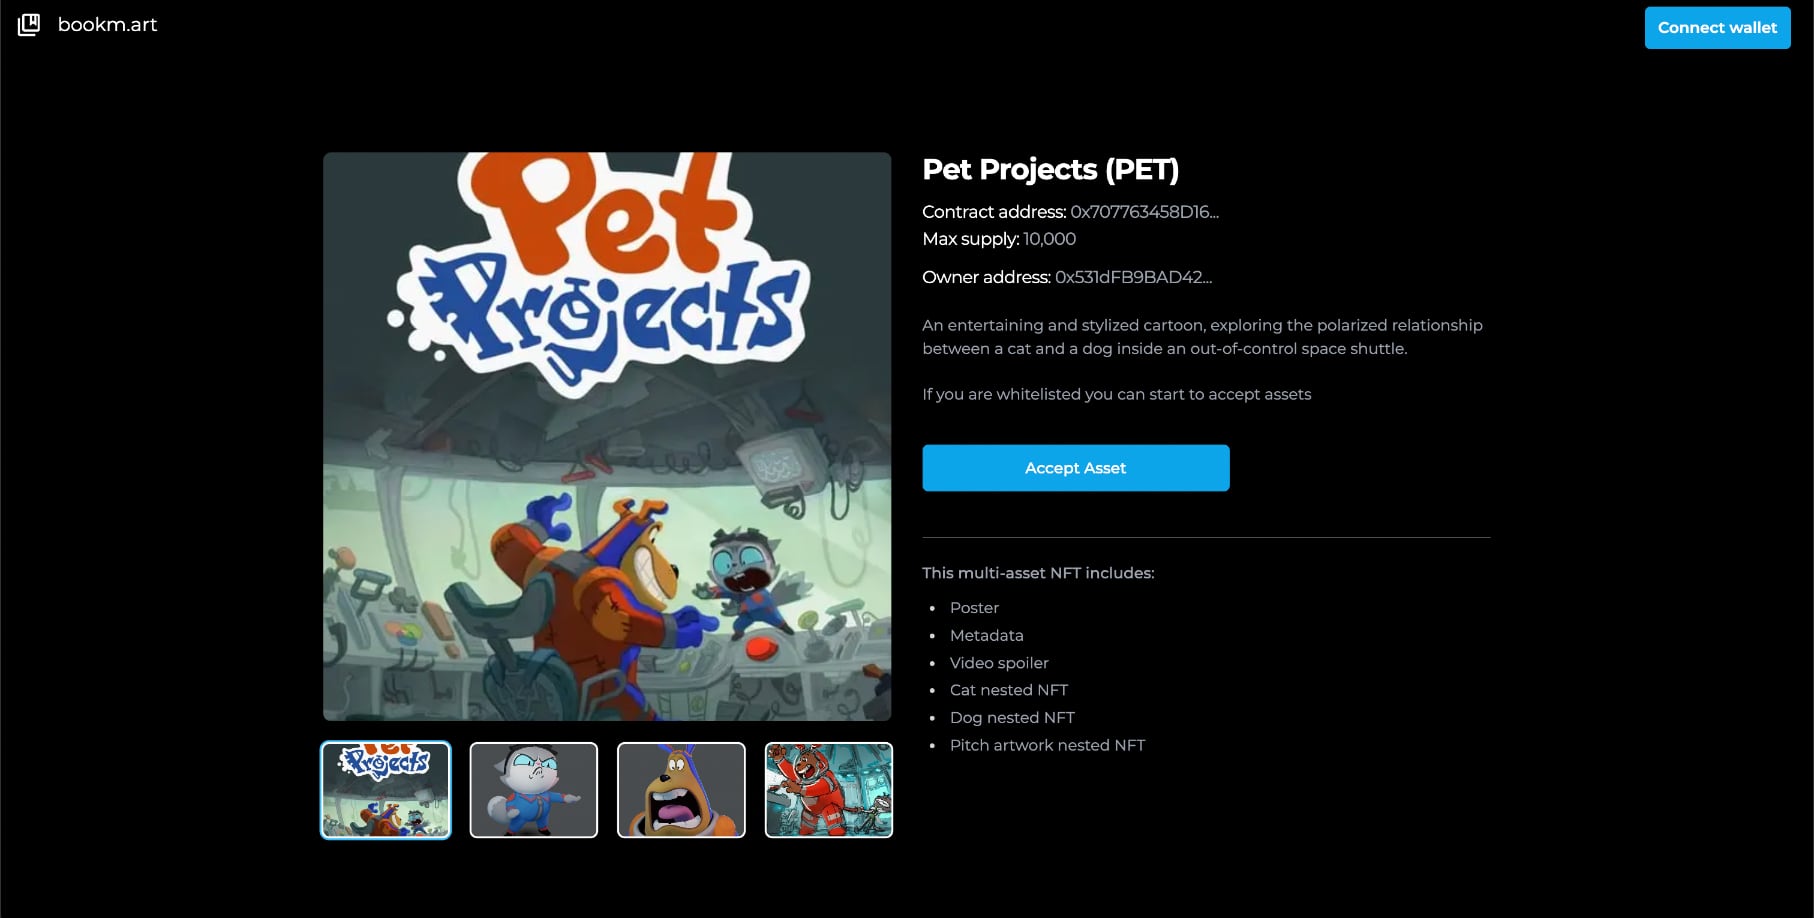 bookm.art
Connect wallet
Pet
Projects
Pet Projects (PET)
Contract address: 0x707763458D16...
Max supply: 10,000
Owner address: 0x531dFB9BAD42...
An entertaining and stylized cartoon, exploring the polarized relationship
between a cat and a dog inside an out-of-control space shuttle.
If you are whitelisted you can start to accept assets
Accept Asset
This multi-asset NFT includes:
Poster
Metadata
Video spoiler
Cat nested NFT
Dog nested NFT
Pitch artwork nested NFT
Pet
Projects